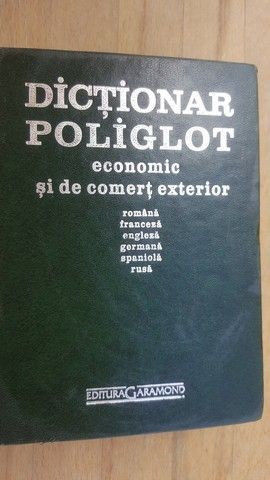 DICȚIONAR
POLIGLOT
economic
și de comerț exterior
română
franceză
engleză
germană
spaniolă
rusă
EDITURA GARAMOND